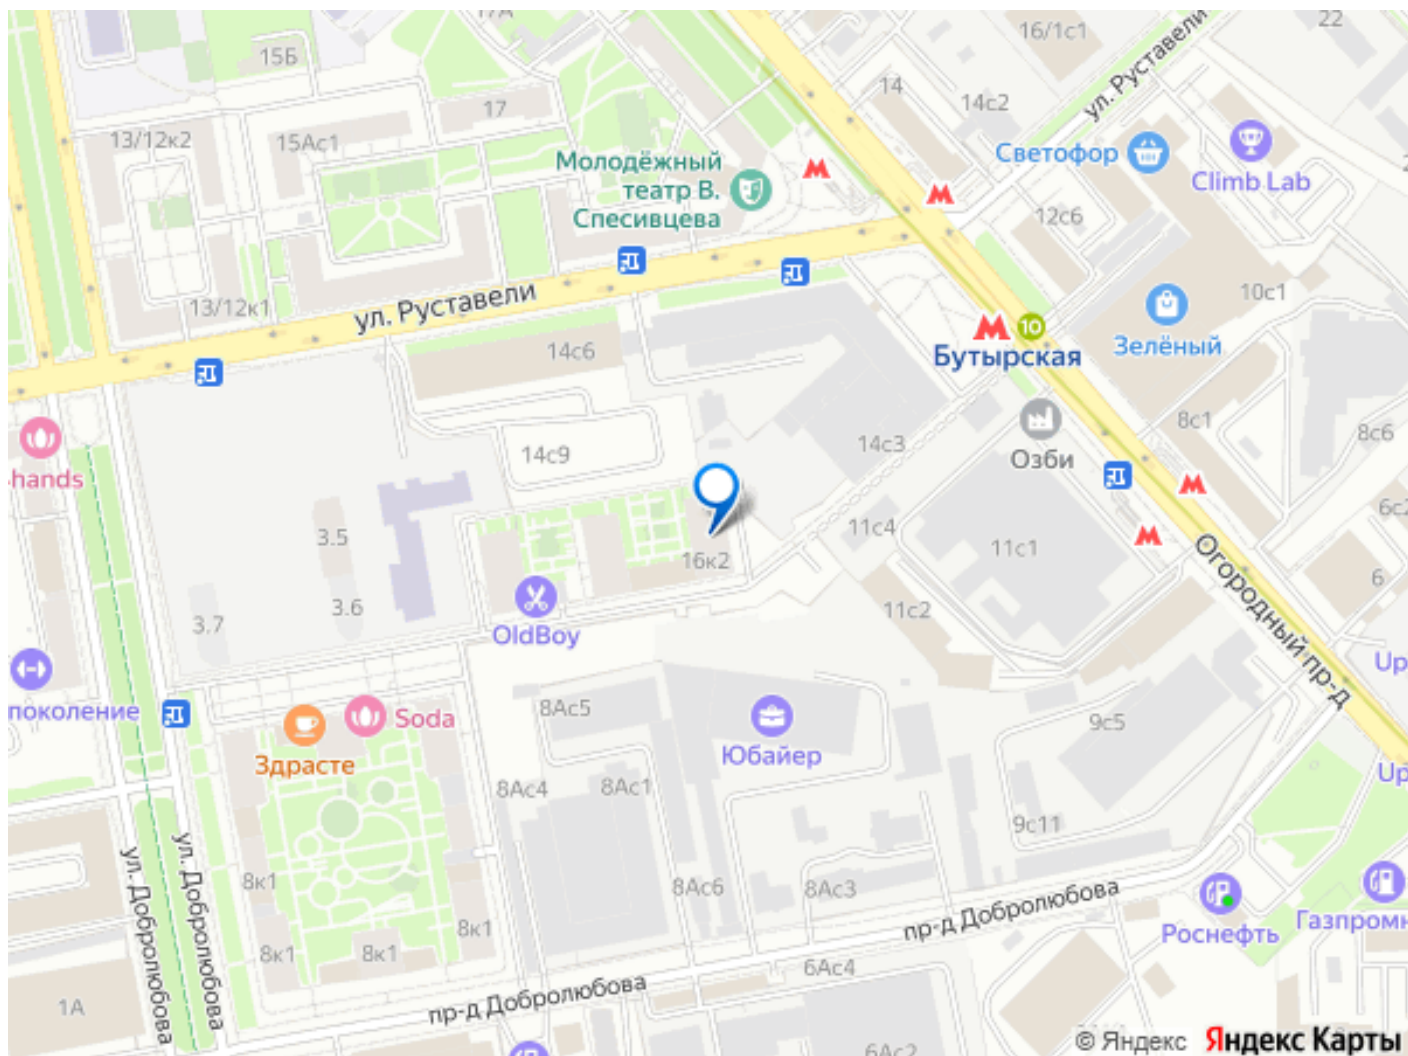 17А
22
16/1с1
15Б
14
14с2
ул. Руставели
17
13/12к2
15Ас1
Молодёжный
театр В.
Спесивцева
Светофор
Climb Lab
12с6
10с1
13/12к1
ул. Руставели
10
Бутырская
Зелёный
14с6
8с1
8с6
14с9
14с3
Озби
hands
6с2
11с4
11с1
3.5
16к2
Огородный пр-д
6
3.6
3.7
OldBoy
11с2
Up
поколение
Soda
8Ас5
9с5
Здрасте
Юбайер
Up
8Ас4
8Ас1
9с11
ул. Добролюбова
ул. Добролюбова
8к1
8Ас6
8Ас3
пр-д Добролюбова
8к1
8к1
8к1
Роснефть
Газпромн
6Ас4
1А
пр-д Добролюбова
6Ас2
© Яндекс Яндекс Карты